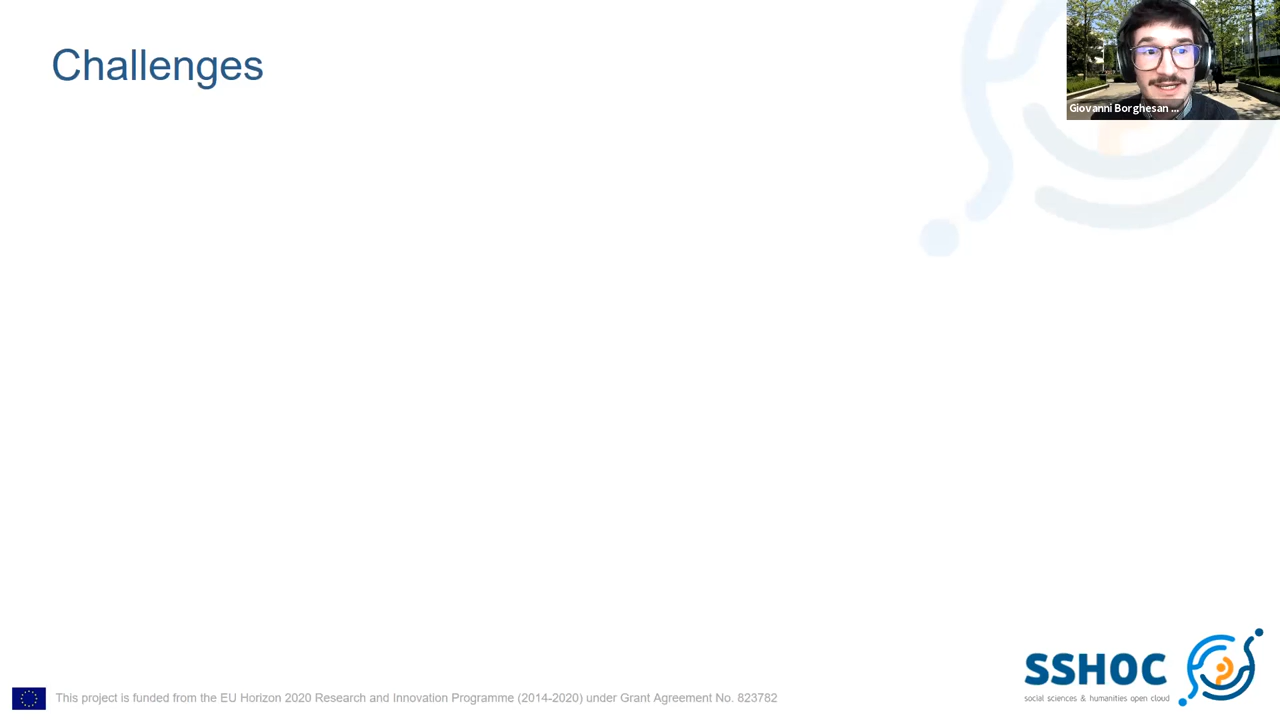 Challenges
Giovanni Borghesan ...
SSHOC
social sciences & humanities open cloud
This project is funded from the EU Horizon 2020 Research and Innovation Programme (2014-2020) under Grant Agreement No. 823782